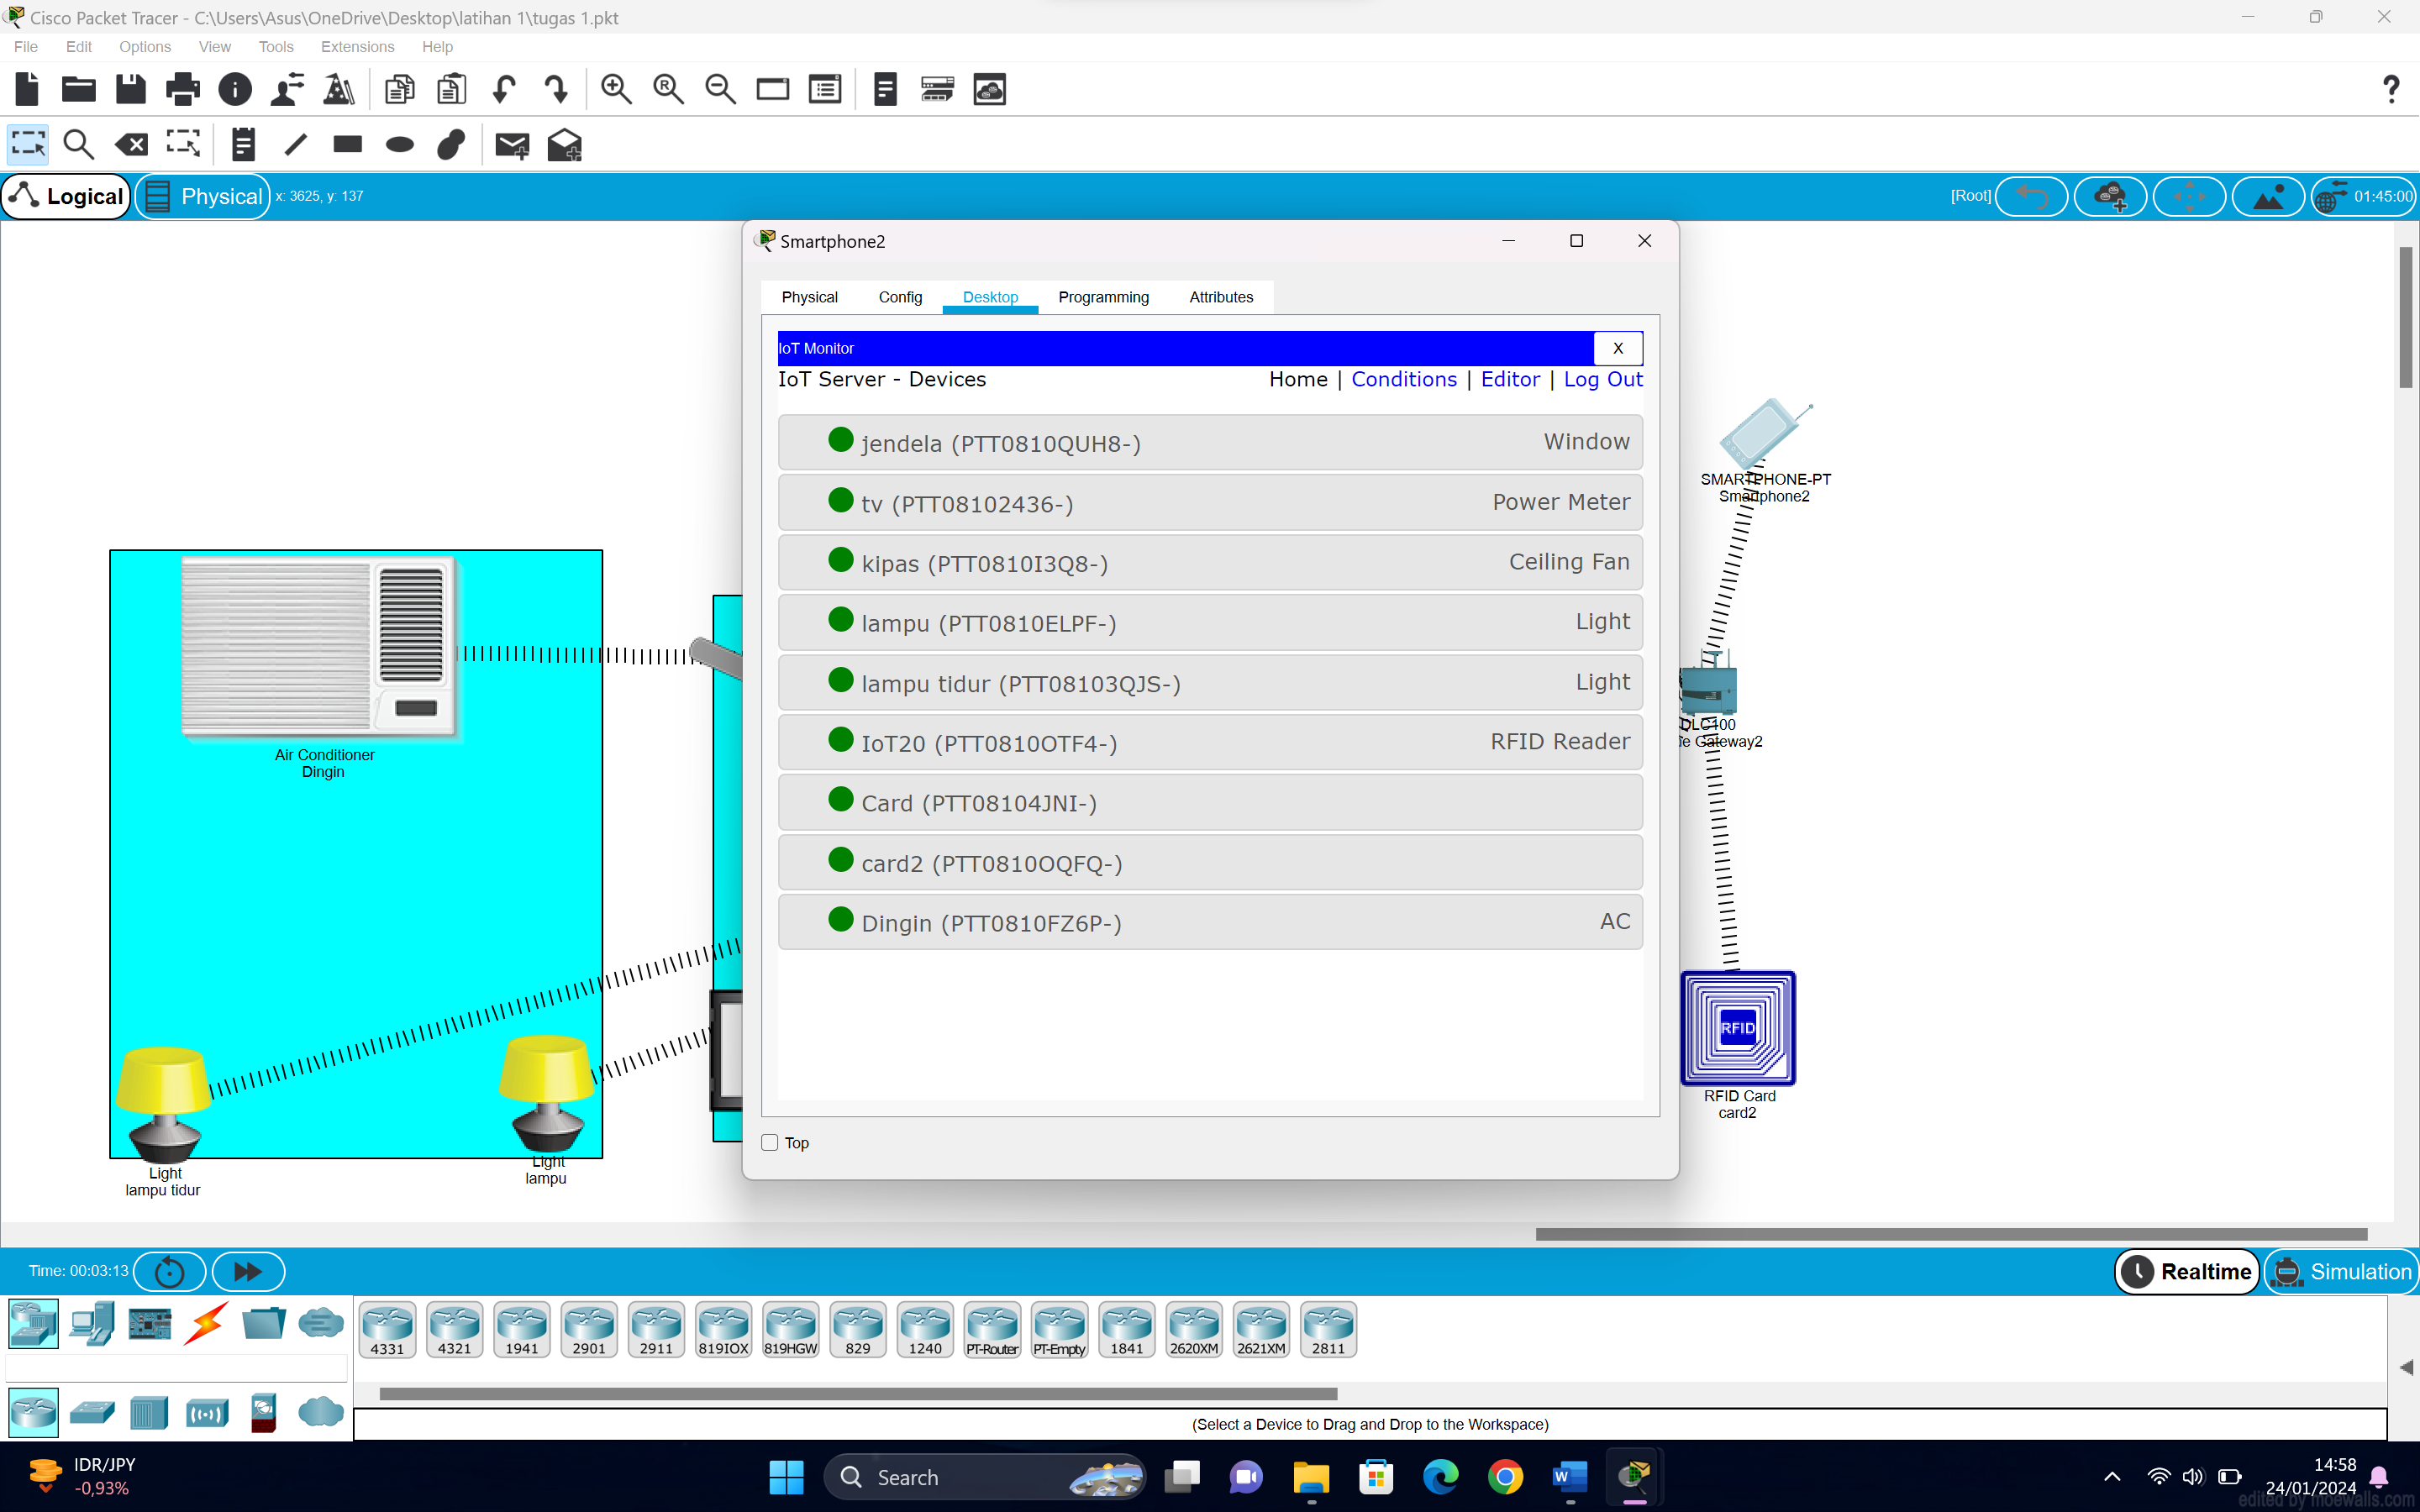 Cisco Packet Tracer - C:\Users\Asus\OneDrive\Desktop\latihan 1\tugas 1.pkt
File Edit Options View Tools Extensions Help
Logical Physical x: 3625, y: 137 [Root] 01:45:00
Smartphone2
Physical Config Desktop Programming Attributes
IoT Monitor X
IoT Server - Devices Home | Conditions | Editor | Log Out
jendela (PTT0810QUH8-) Window
tv (PTT08102436-) Power Meter
kipas (PTT0810I3Q8-) Ceiling Fan
lampu (PTT0810ELPF-) Light
lampu tidur (PTT08103QJS-) Light
IoT20 (PTT0810OTF4-) RFID Reader
Card (PTT08104JNI-)
card2 (PTT0810OQFQ-)
Dingin (PTT0810FZ6P-) AC
Top
SMARTPHONE-PT
Smartphone2
DLC100
e Gateway2
RFID
RFID Card
card2
Air Conditioner
Dingin
Light
lampu tidur
Light
lampu
Time: 00:03:13 Realtime Simulation
4331 4321 1941 2901 2911 819IOX 819HGW 829 1240 PT-Router PT-Empty 1841 2620XM 2621XM 2811
(Select a Device to Drag and Drop to the Workspace)
IDR/JPY
-0,93%
Search
14:58
24/01/2024
edited by moewalls.com